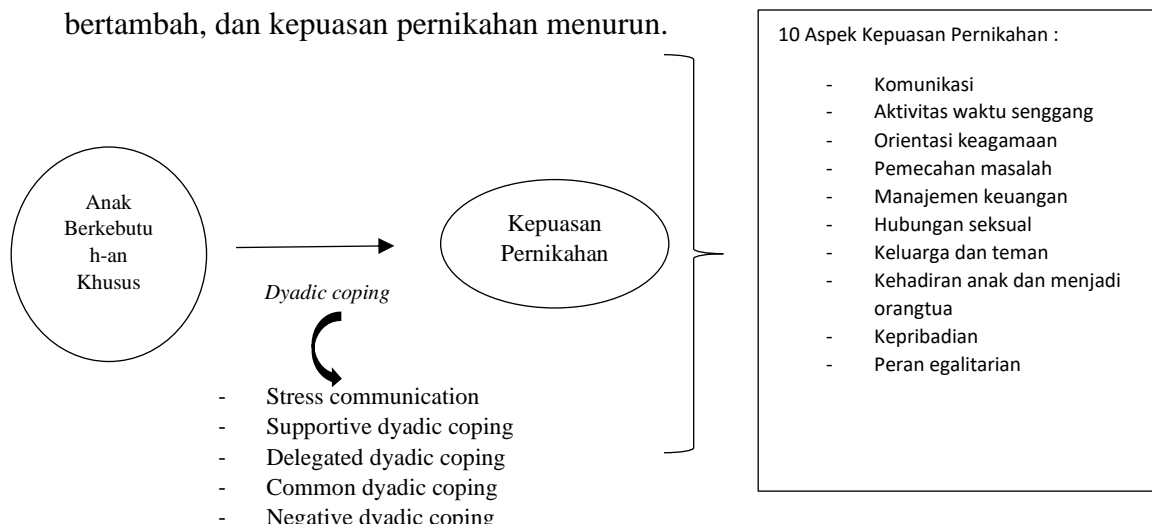 bertambah, dan kepuasan pernikahan menurun.
Anak
Berkebutu
h-an
Khusus
Dyadic coping
Kepuasan
Pernikahan
- Stress communication
- Supportive dyadic coping
- Delegated dyadic coping
- Common dyadic coping
- Negative dyadic coping
10 Aspek Kepuasan Pernikahan :
- Komunikasi
- Aktivitas waktu senggang
- Orientasi keagamaan
- Pemecahan masalah
- Manajemen keuangan
- Hubungan seksual
- Keluarga dan teman
- Kehadiran anak dan menjadi
orangtua
- Kepribadian
- Peran egalitarian